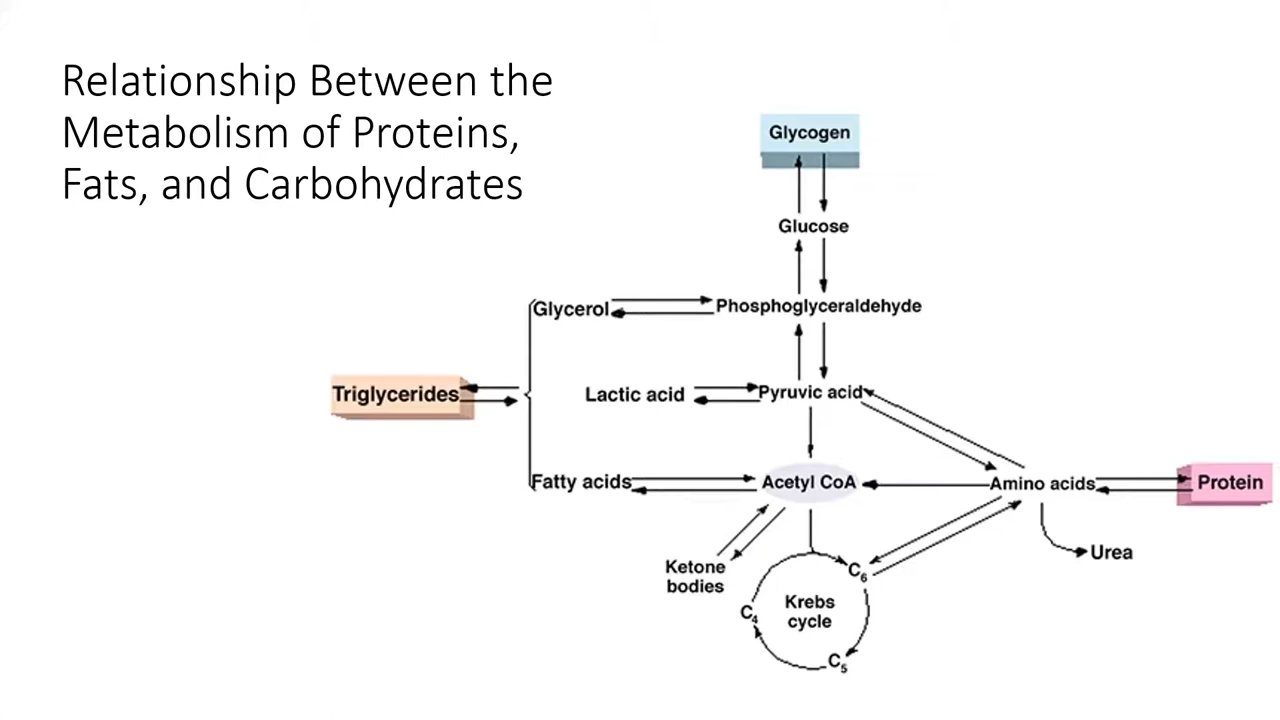 Relationship Between the
Metabolism of Proteins,
Fats, and Carbohydrates
Glycogen
Glucose
Glycerol
Phosphoglyceraldehyde
Triglycerides
Lactic acid
Pyruvic acid
Fatty acids
Acetyl CoA
Amino acids
Protein
Urea
Ketone
bodies
C6
Krebs
cycle
C4
C5